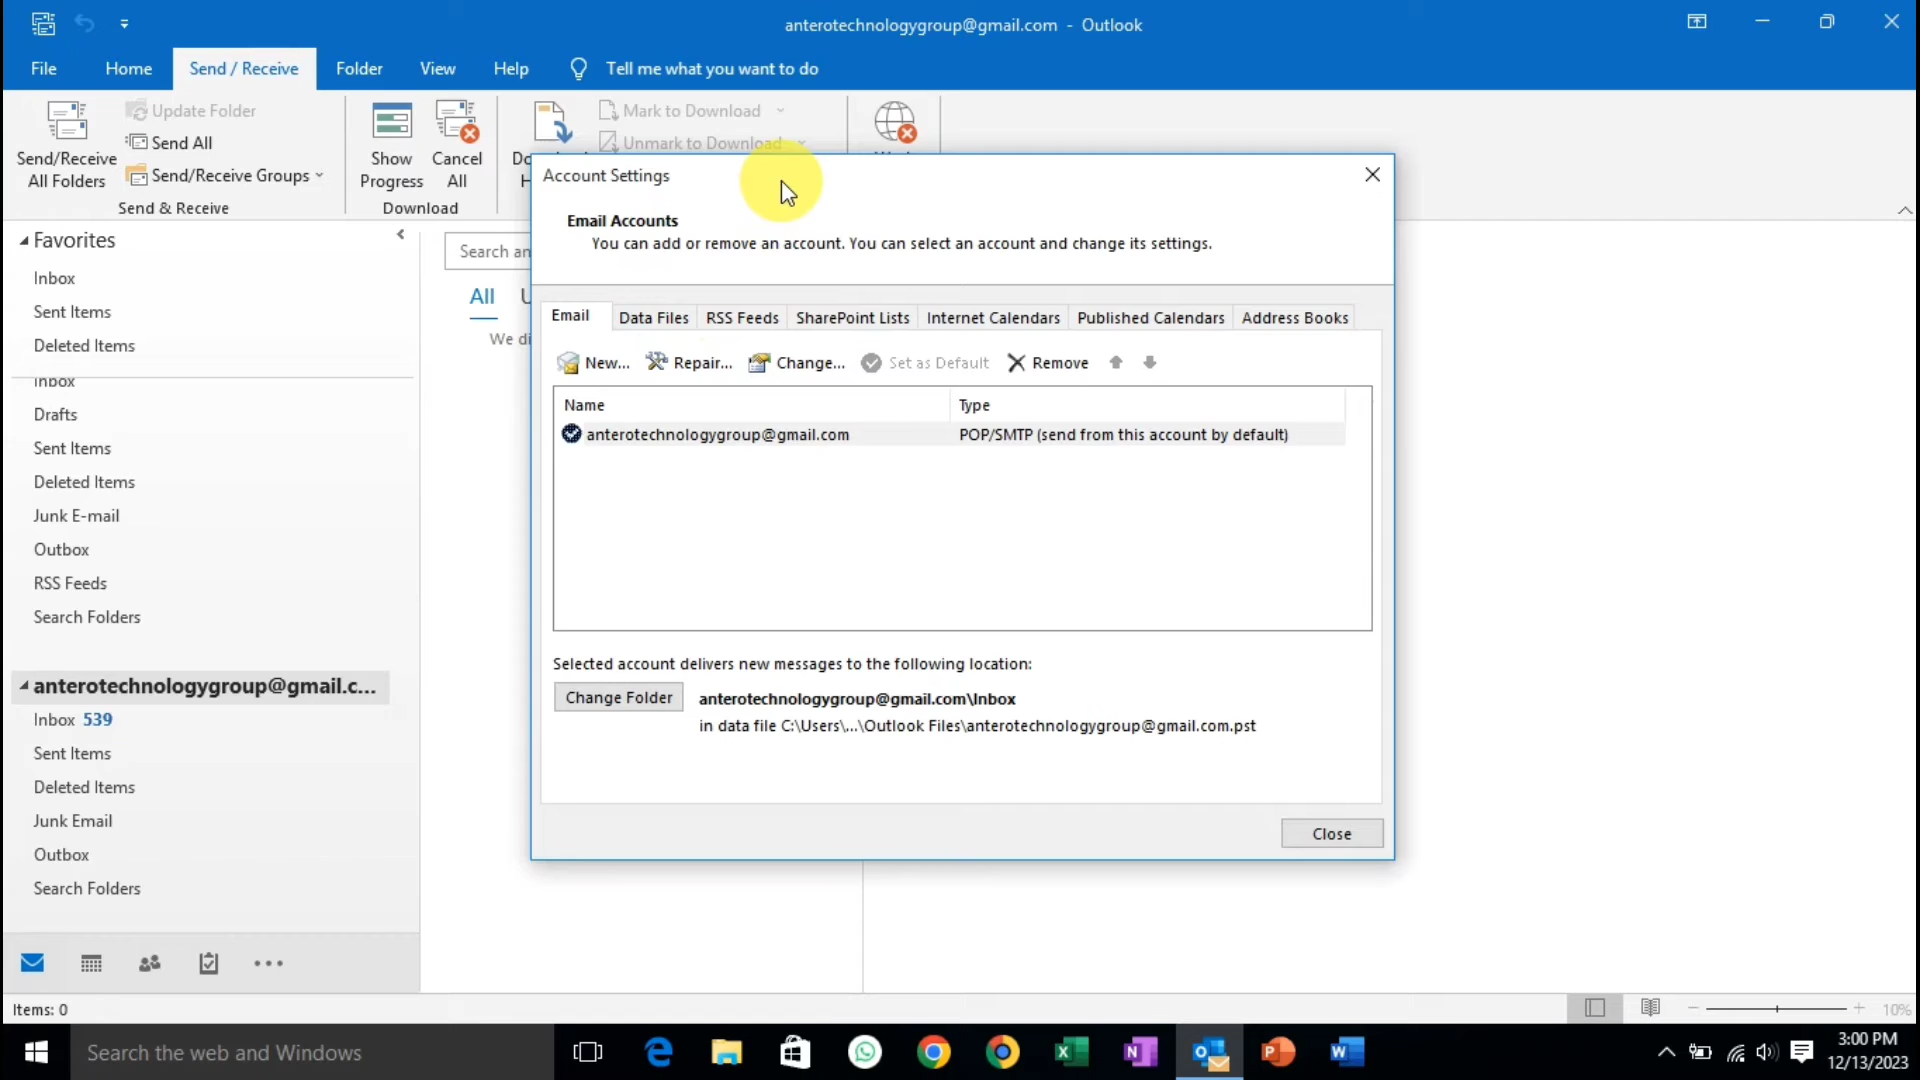 anterotechnologygroup@gmail.com - Outlook
File Home Send / Receive Folder View Help Tell me what you want to do
Update Folder
Send All
Send/Receive Groups
Send/Receive
All Folders
Send & Receive
Show
Progress
Cancel
All
Download
Mark to Download
Unmark to Download
Favorites
Inbox
Sent Items
Deleted Items
Inbox
Drafts
Sent Items
Deleted Items
Junk E-mail
Outbox
RSS Feeds
Search Folders
anterotechnologygroup@gmail.c...
Inbox 539
Sent Items
Deleted Items
Junk Email
Outbox
Search Folders
Items: 0
Search
All
We
Account Settings
Email Accounts
You can add or remove an account. You can select an account and change its settings.
Email Data Files RSS Feeds SharePoint Lists Internet Calendars Published Calendars Address Books
New... Repair... Change... Set as Default Remove
Name Type
anterotechnologygroup@gmail.com POP/SMTP (send from this account by default)
Selected account delivers new messages to the following location:
Change Folder anterotechnologygroup@gmail.com\Inbox
in data file C:\Users\...\Outlook Files\anterotechnologygroup@gmail.com.pst
Close
10%
Search the web and Windows
3:00 PM
12/13/2023